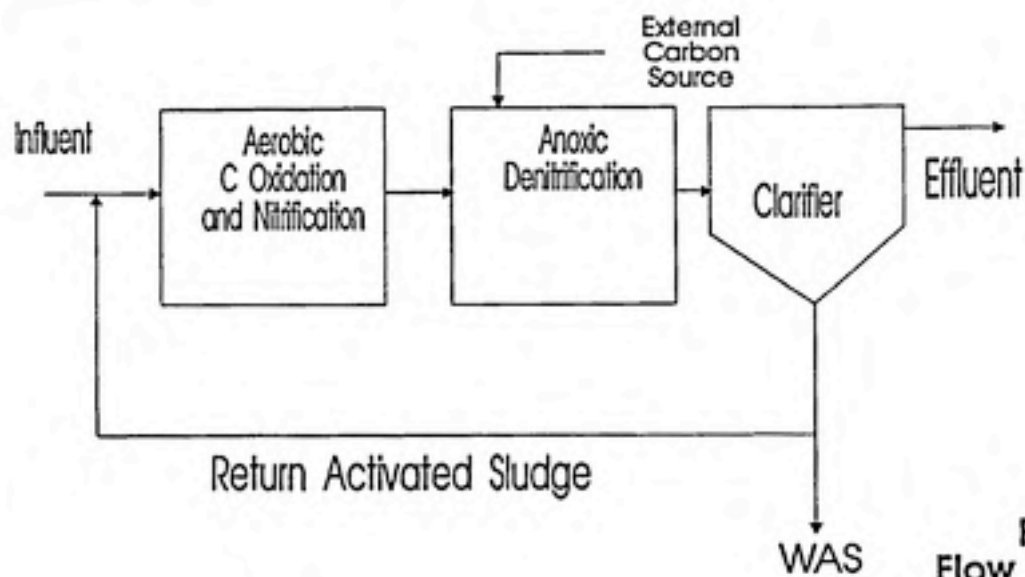 External
Carbon
Source
Influent
Aerobic
C Oxidation
and Nitrification
Anoxic
Denitrification
Clarifier
Effluent
Return Activated Sludge
WAS
Flow